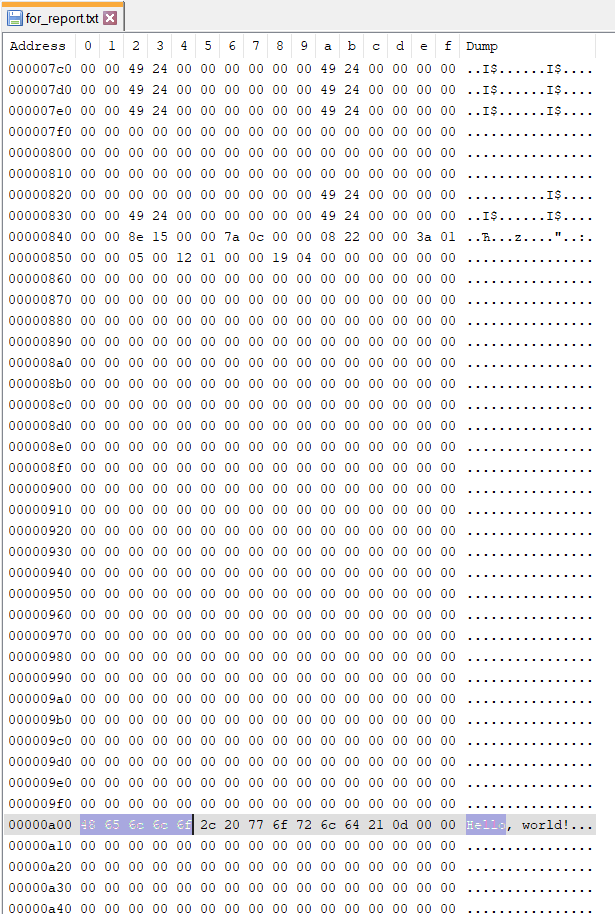 for_report.txt
Address 0 1 2 3 4 5 6 7 8 9 a b c d e f Dump
000007c0 00 00 49 24 00 00 00 00 00 00 49 24 00 00 00 00 ..I$......I$....
000007d0 00 00 49 24 00 00 00 00 00 00 49 24 00 00 00 00 ..I$......I$....
000007e0 00 00 49 24 00 00 00 00 00 00 49 24 00 00 00 00 ..I$......I$....
000007f0 00 00 00 00 00 00 00 00 00 00 00 00 00 00 00 00 ................
00000800 00 00 00 00 00 00 00 00 00 00 00 00 00 00 00 00 ................
00000810 00 00 00 00 00 00 00 00 00 00 00 00 00 00 00 00 ................
00000820 00 00 00 00 00 00 00 00 00 00 49 24 00 00 00 00 ..........I$....
00000830 00 00 49 24 00 00 00 00 00 00 49 24 00 00 00 00 ..I$......I$....
00000840 00 00 8e 15 00 00 7a 0c 00 00 08 22 00 00 3a 01 ..Ћ...z...."..:.
00000850 00 00 05 00 12 01 00 00 19 04 00 00 00 00 00 00 ................
00000860 00 00 00 00 00 00 00 00 00 00 00 00 00 00 00 00 ................
00000870 00 00 00 00 00 00 00 00 00 00 00 00 00 00 00 00 ................
00000880 00 00 00 00 00 00 00 00 00 00 00 00 00 00 00 00 ................
00000890 00 00 00 00 00 00 00 00 00 00 00 00 00 00 00 00 ................
000008a0 00 00 00 00 00 00 00 00 00 00 00 00 00 00 00 00 ................
000008b0 00 00 00 00 00 00 00 00 00 00 00 00 00 00 00 00 ................
000008c0 00 00 00 00 00 00 00 00 00 00 00 00 00 00 00 00 ................
000008d0 00 00 00 00 00 00 00 00 00 00 00 00 00 00 00 00 ................
000008e0 00 00 00 00 00 00 00 00 00 00 00 00 00 00 00 00 ................
000008f0 00 00 00 00 00 00 00 00 00 00 00 00 00 00 00 00 ................
00000900 00 00 00 00 00 00 00 00 00 00 00 00 00 00 00 00 ................
00000910 00 00 00 00 00 00 00 00 00 00 00 00 00 00 00 00 ................
00000920 00 00 00 00 00 00 00 00 00 00 00 00 00 00 00 00 ................
00000930 00 00 00 00 00 00 00 00 00 00 00 00 00 00 00 00 ................
00000940 00 00 00 00 00 00 00 00 00 00 00 00 00 00 00 00 ................
00000950 00 00 00 00 00 00 00 00 00 00 00 00 00 00 00 00 ................
00000960 00 00 00 00 00 00 00 00 00 00 00 00 00 00 00 00 ................
00000970 00 00 00 00 00 00 00 00 00 00 00 00 00 00 00 00 ................
00000980 00 00 00 00 00 00 00 00 00 00 00 00 00 00 00 00 ................
00000990 00 00 00 00 00 00 00 00 00 00 00 00 00 00 00 00 ................
000009a0 00 00 00 00 00 00 00 00 00 00 00 00 00 00 00 00 ................
000009b0 00 00 00 00 00 00 00 00 00 00 00 00 00 00 00 00 ................
000009c0 00 00 00 00 00 00 00 00 00 00 00 00 00 00 00 00 ................
000009d0 00 00 00 00 00 00 00 00 00 00 00 00 00 00 00 00 ................
000009e0 00 00 00 00 00 00 00 00 00 00 00 00 00 00 00 00 ................
000009f0 00 00 00 00 00 00 00 00 00 00 00 00 00 00 00 00 ................
00000a00 48 65 6c 6c 6f 2c 20 77 6f 72 6c 64 21 0d 00 00 Hello, world!...
00000a10 00 00 00 00 00 00 00 00 00 00 00 00 00 00 00 00 ................
00000a20 00 00 00 00 00 00 00 00 00 00 00 00 00 00 00 00 ................
00000a30 00 00 00 00 00 00 00 00 00 00 00 00 00 00 00 00 ................
00000a40 00 00 00 00 00 00 00 00 00 00 00 00 00 00 00 00 ................